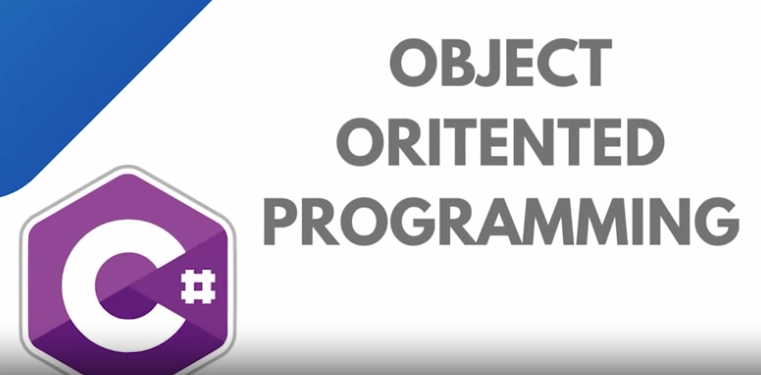 OBJECT
ORITENTED
PROGRAMMING
C#